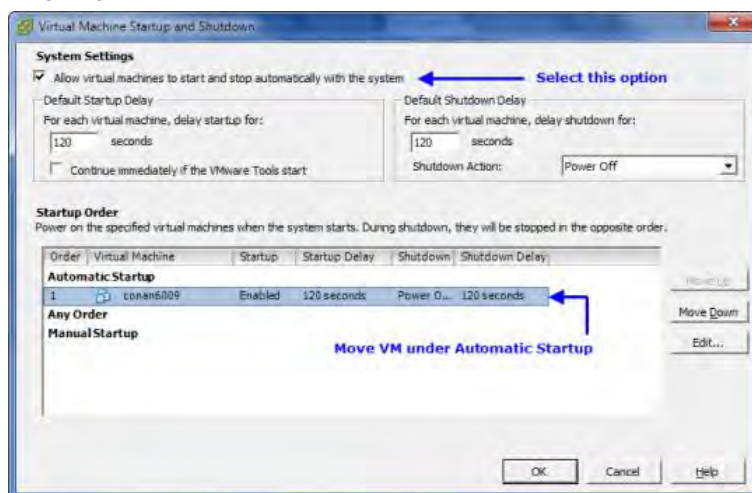 Virtual Machine Startup and Shutdown
System Settings
Allow virtual machines to start and stop automatically with the system
Select this option
Default Startup Delay
For each virtual machine, delay startup for:
120 seconds
Continue immediately if the VMware Tools start
Default Shutdown Delay
For each virtual machine, delay shutdown for:
120 seconds
Shutdown Action: Power Off
Startup Order
Power on the specified virtual machines when the system starts. During shutdown, they will be stopped in the opposite order.
Order Virtual Machine Startup Startup Delay Shutdown Shutdown Delay
Automatic Startup
1 conan6009 Enabled 120 seconds Power O... 120 seconds
Any Order
Manual Startup
Move VM under Automatic Startup
Move Up
Move Down
Edit...
OK Cancel Help